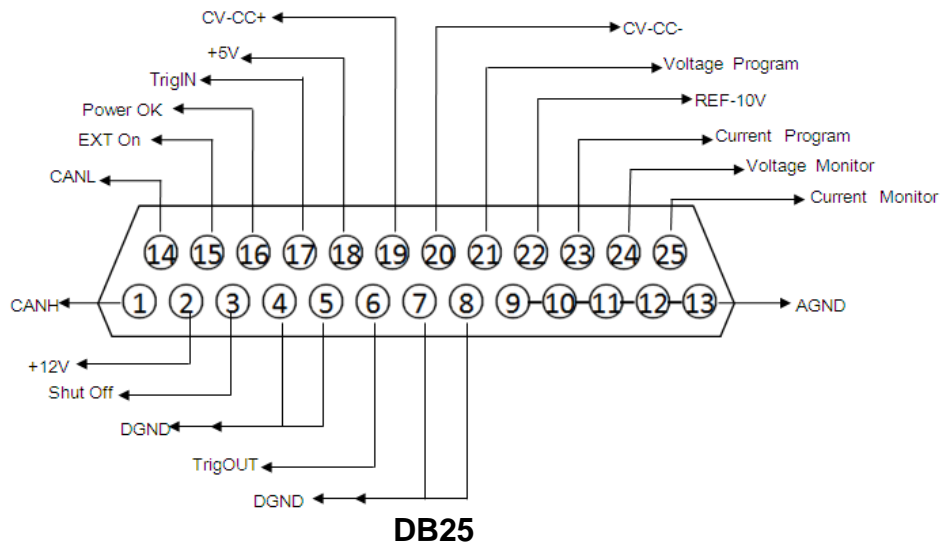 CV-CC+
CV-CC-
+5V
Voltage Program
TrigIN
REF-10V
Power OK
Current Program
EXT On
Voltage Monitor
CANL
Current Monitor
14 15 16 17 18 19 20 21 22 23 24 25
CANH 1 2 3 4 5 6 7 8 9 10 11 12 13 AGND
+12V
Shut Off
DGND
TrigOUT
DGND
DB25